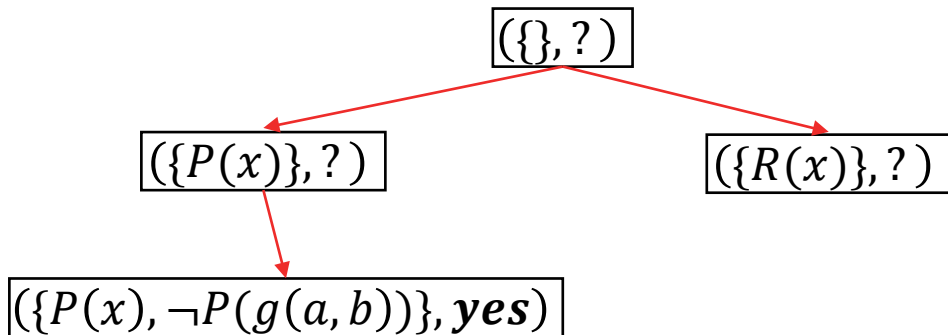 ({}, ?)
({P(x)}, ?)
({R(x)}, ?)
({P(x), ¬P(g(a, b))}, yes)